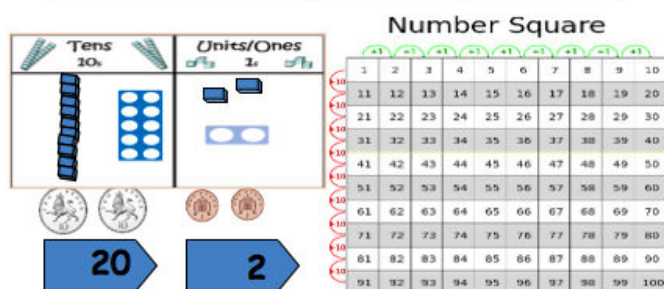 Number Square
Tens
10s
Units/Ones
1s
+1 +1 +1 +1 +1 +1 +1 +1 +1
1 2 3 4 5 6 7 8 9 10
11 12 13 14 15 16 17 18 19 20
21 22 23 24 25 26 27 28 29 30
31 32 33 34 35 36 37 38 39 40
41 42 43 44 45 46 47 48 49 50
51 52 53 54 55 56 57 58 59 60
61 62 63 64 65 66 67 68 69 70
71 72 73 74 75 76 77 78 79 80
81 82 83 84 85 86 87 88 89 90
91 92 93 94 95 96 97 98 99 100
+10
+10
+10
+10
+10
+10
+10
+10
+10
10 10
20
2